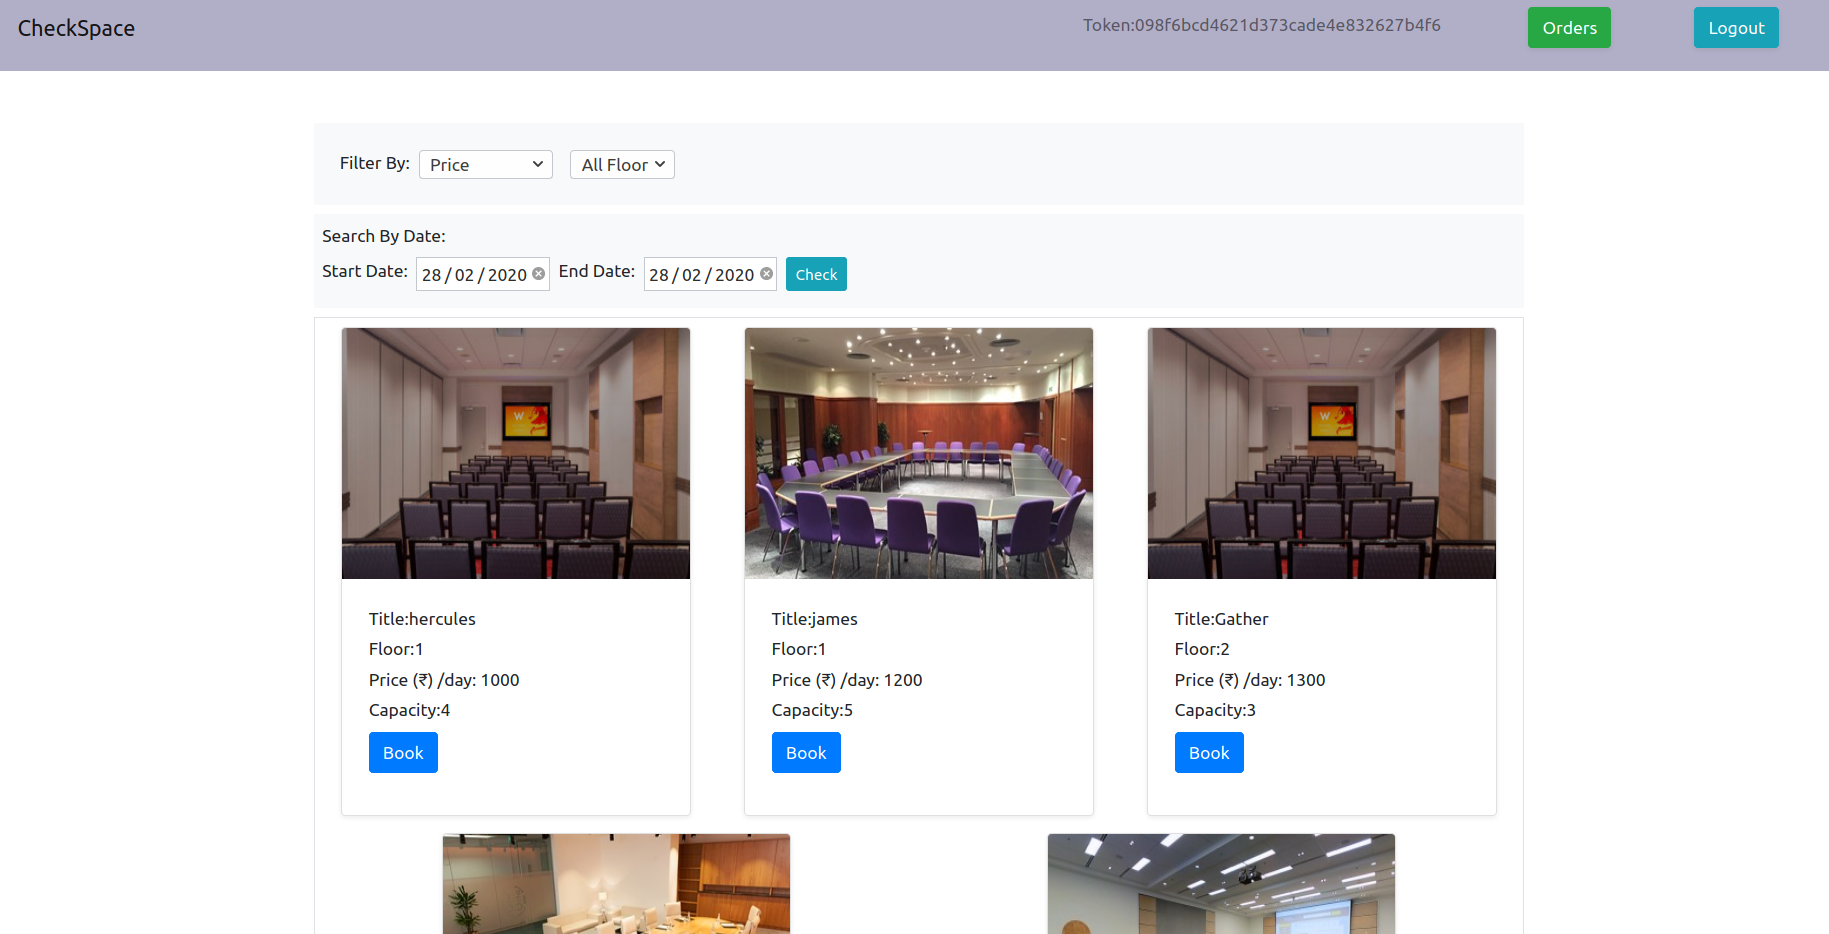 CheckSpace
Token:098f6bcd4621d373cade4e832627b4f6
Orders
Logout
Filter By: Price All Floor
Search By Date:
Start Date: 28/02/2020 End Date: 28/02/2020 Check
W
W
Title:hercules
Floor:1
Price (₹) /day: 1000
Capacity:4
Book
Title:james
Floor:1
Price (₹) /day: 1200
Capacity:5
Book
Title:Gather
Floor:2
Price (₹) /day: 1300
Capacity:3
Book